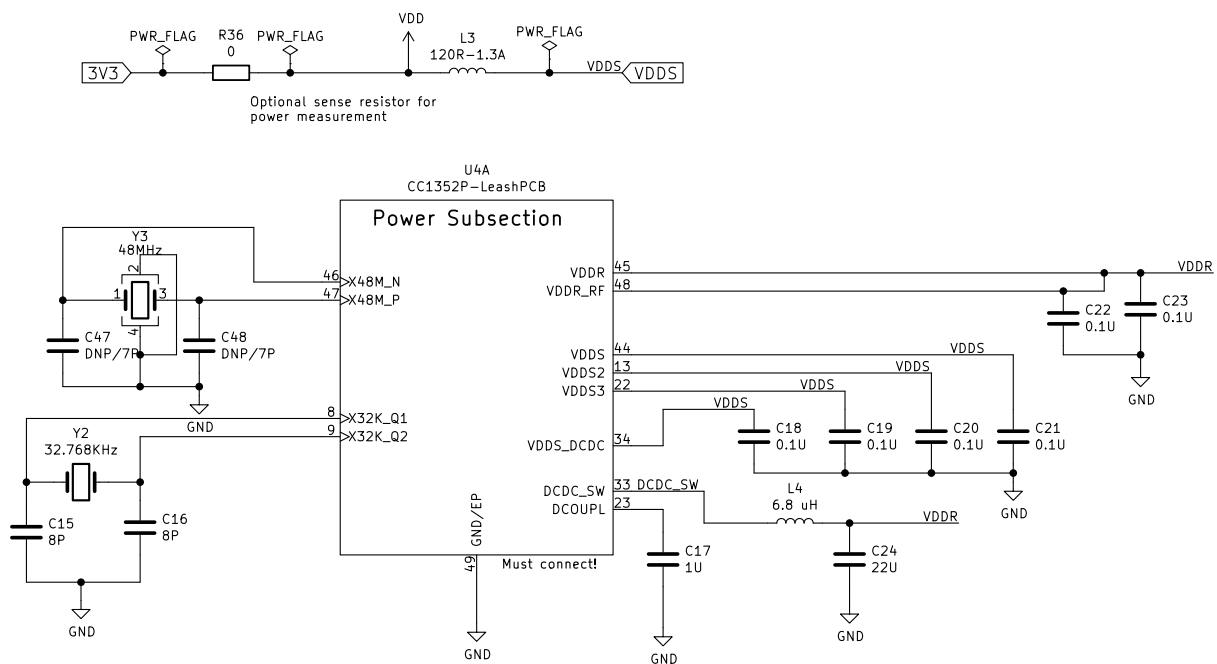 PWR_FLAG
R36
0
PWR_FLAG
VDD
L3
120R-1.3A
PWR_FLAG
3V3
VDDS
VDDS
Optional sense resistor for
power measurement
U4A
CC1352P-LeashPCB
Power Subsection
Y3
48MHz
2
1
3
4
C47
DNP/7P
C48
DNP/7P
GND
46
X48M_N
47
X48M_P
8
X32K_Q1
9
X32K_Q2
Y2
32.768KHz
C15
8P
C16
8P
GND
VDDR
45
VDDR
VDDR_RF
48
C22
0.1U
C23
0.1U
GND
VDDS
44
VDDS
VDDS2
13
VDDS
VDDS3
22
VDDS
VDDS
VDDS_DCDC
34
C18
0.1U
C19
0.1U
C20
0.1U
C21
0.1U
GND
DCDC_SW
33
DCDC_SW
DCOUPL
23
L4
6.8 uH
VDDR
C17
1U
C24
22U
GND
GND
GND/EP
49
Must connect!
GND